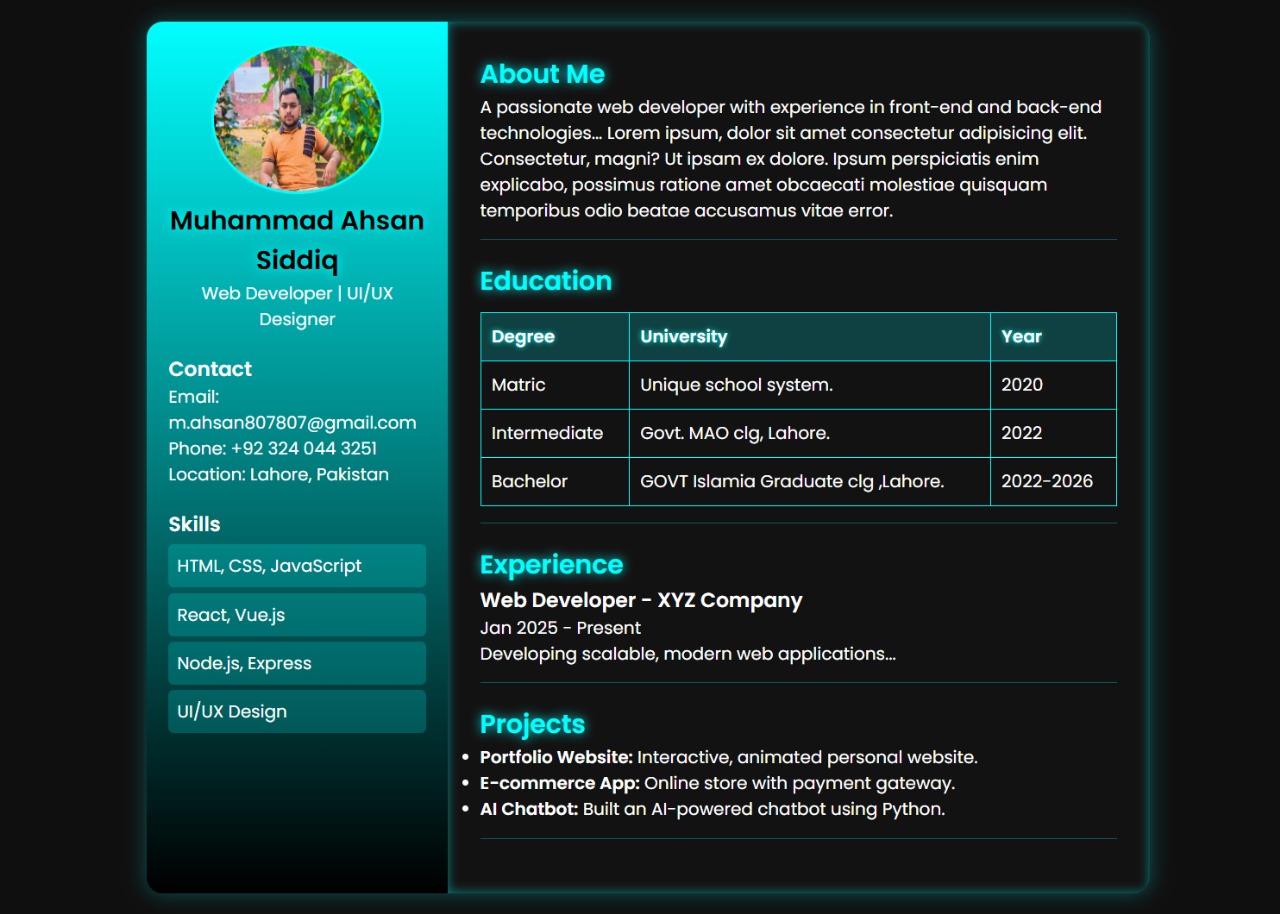 Muhammad Ahsan
Siddiq
Web Developer | UI/UX
Designer
Contact
Email:
m.ahsan807807@gmail.com
Phone: +92 324 044 3251
Location: Lahore, Pakistan
Skills
HTML, CSS, JavaScript
React, Vue.js
Node.js, Express
UI/UX Design
About Me
A passionate web developer with experience in front-end and back-end
technologies... Lorem ipsum, dolor sit amet consectetur adipisicing elit.
Consectetur, magni? Ut ipsam ex dolore. Ipsum perspiciatis enim
explicabo, possimus ratione amet obcaecati molestiae quisquam
temporibus odio beatae accusamus vitae error.
Education
Degree University Year
Matric Unique school system. 2020
Intermediate Govt. MAO clg, Lahore. 2022
Bachelor GOVT Islamia Graduate clg ,Lahore. 2022-2026
Experience
Web Developer - XYZ Company
Jan 2025 - Present
Developing scalable, modern web applications...
Projects
• Portfolio Website: Interactive, animated personal website.
• E-commerce App: Online store with payment gateway.
• AI Chatbot: Built an AI-powered chatbot using Python.